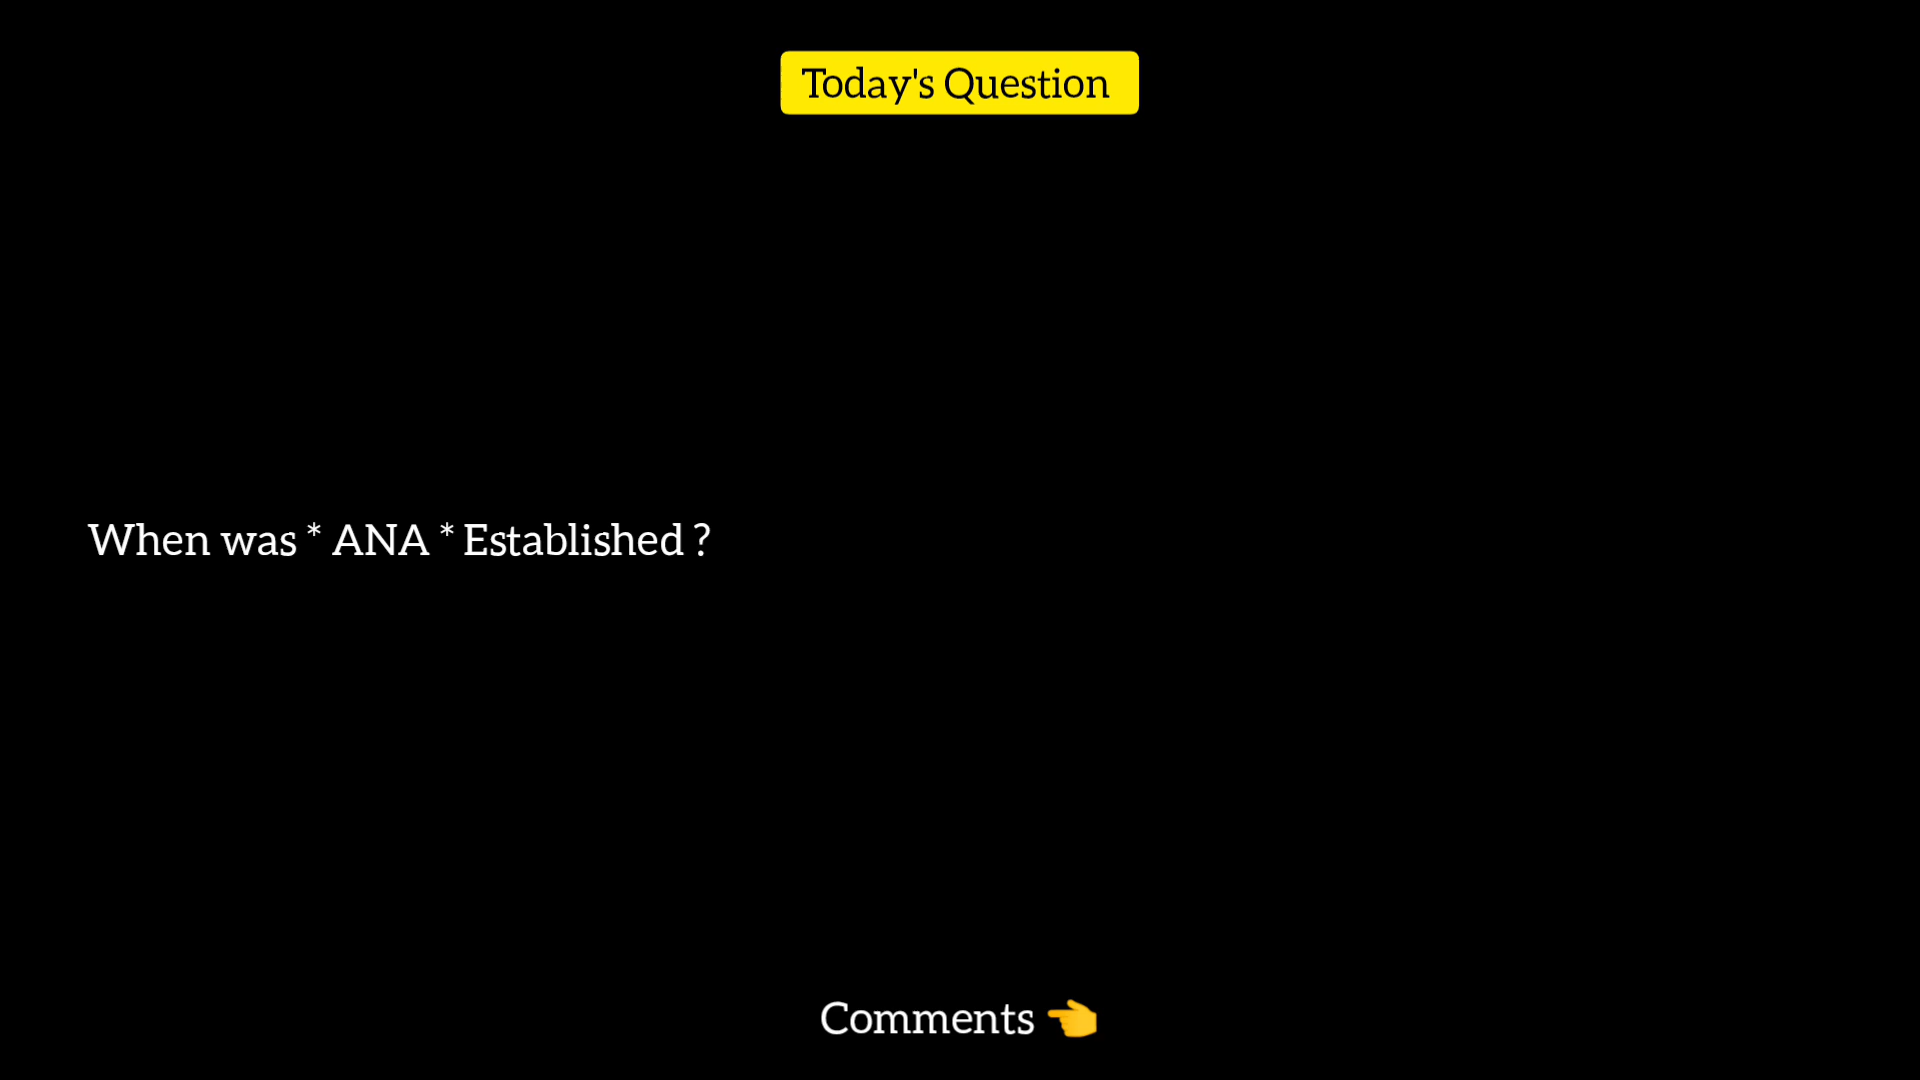 Today's Question
When was * ANA * Established ?
Comments 👈